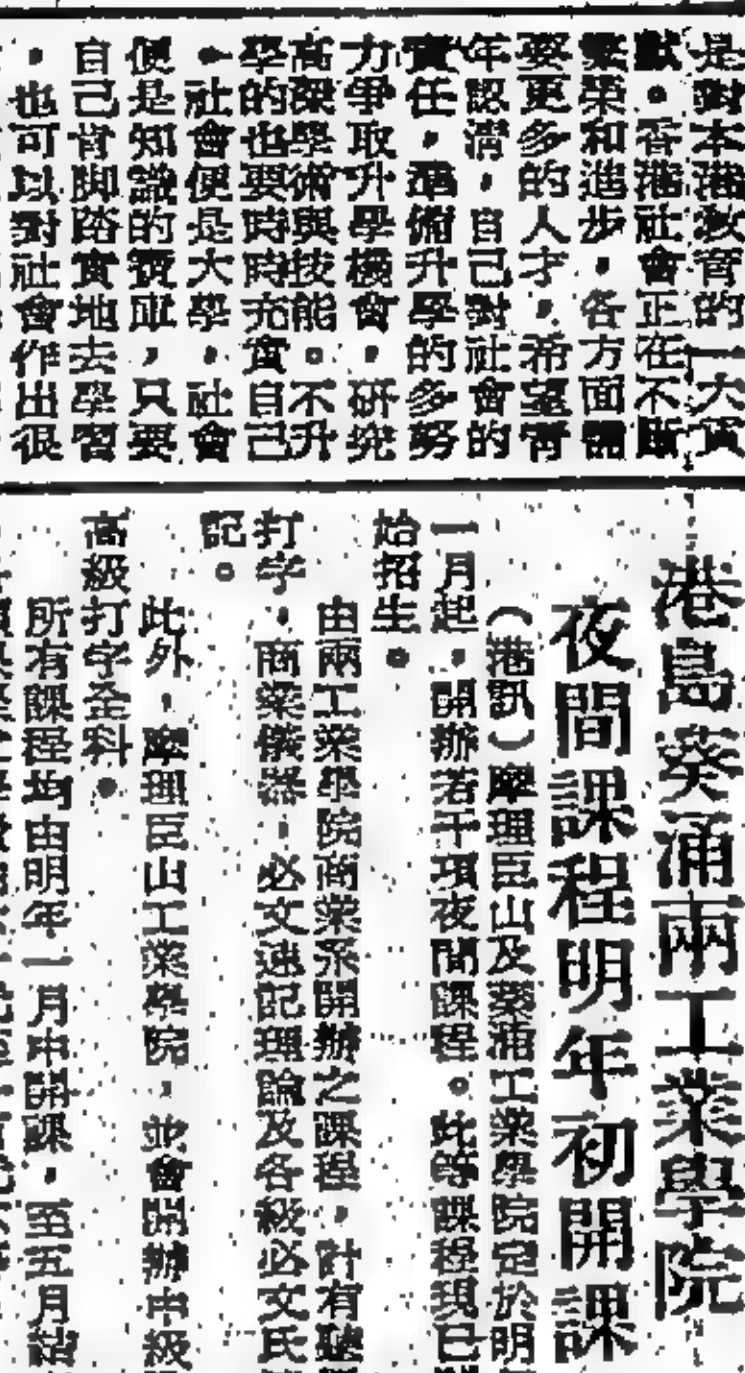 是對本港教育的一大貢
獻。香港社會正在不斷
繁榮和進步,各方面需
要更多的人才,希望青
年認清,自己對社會的
責任,準備升學的多努
力爭取升學機會,研究
高深學術與技能。不升
學的也要時時充實自己
,社會便是大學,社會
便是知識的寶庫,只要
自己肯脚踏實地去學習
,也可以對社會作出很
港島葵涌兩工業學院
夜間課程明年初開課
(港訊)摩理臣山及葵涌工業學院定於明
一月起,開辦若干項夜間課程。此等課程現已
始招生。
由兩工業學院商業系開辦之課程,計有
打字,商業儀器,必文速記理論及各級必文氏
記。
此外,摩理臣山工業學院,並會開辦中級
高級打字全科。
所有課程均由明年一月中開課,至五月結